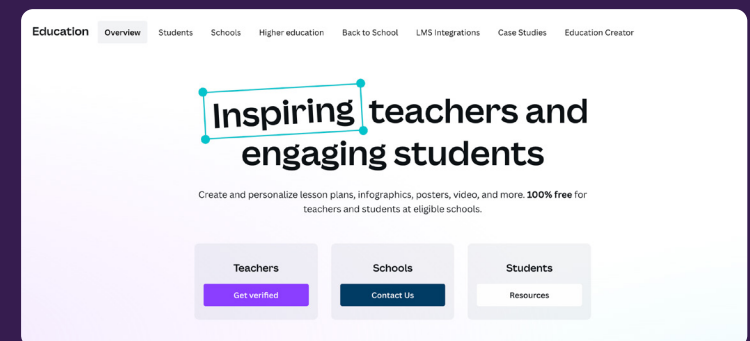 Education Overview Students Schools Higher education Back to School LMS Integrations Case Studies Education Creator
Inspiring teachers and
engaging students
Create and personalize lesson plans, infographics, posters, video, and more. 100% free for
teachers and students at eligible schools.
Teachers Schools Students
Get verified Contact Us Resources